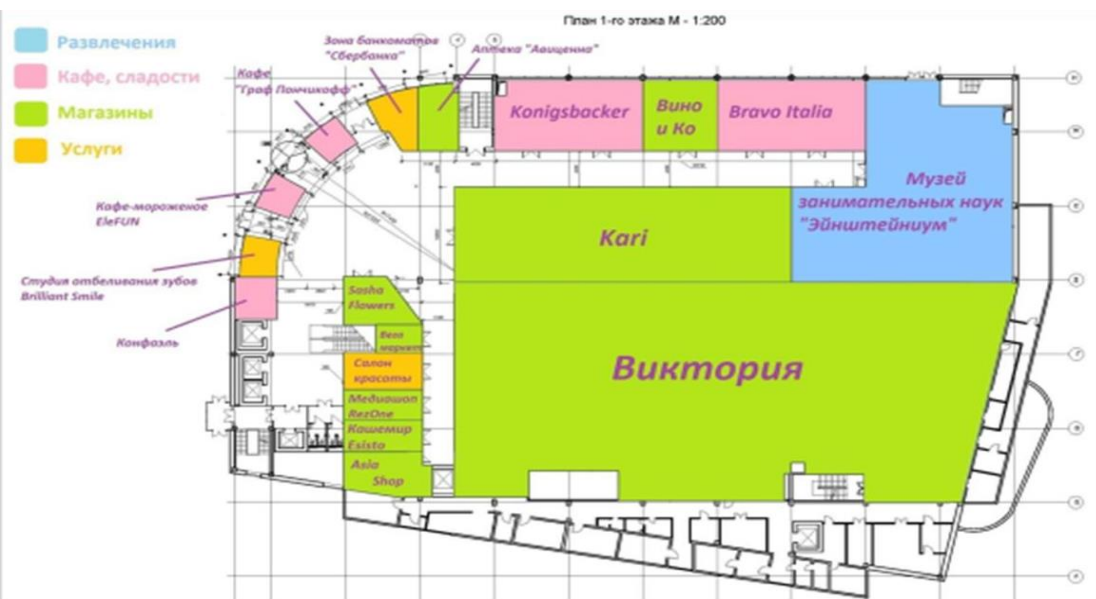 План 1-го этажа М - 1:200
Развлечения
Кафе, сладости
Магазины
Услуги
Зона банкоматов
"Сбербанка"
Аптека "Авиценна"
Кафе
"Граф Пончикофф"
Konigsbacker
Вино
и Ко
Bravo Italia
Музей
занимательных наук
"Эйнштейниум"
Кафе-мороженое
EleFUN
Kari
Студия отбеливания зубов
Brilliant Smile
Sasha
Flowers
Конфаэль
маркет
Салон
красоты
Виктория
Медиашоп
RezOne
Кашемир
Esisto
Asia
Shop